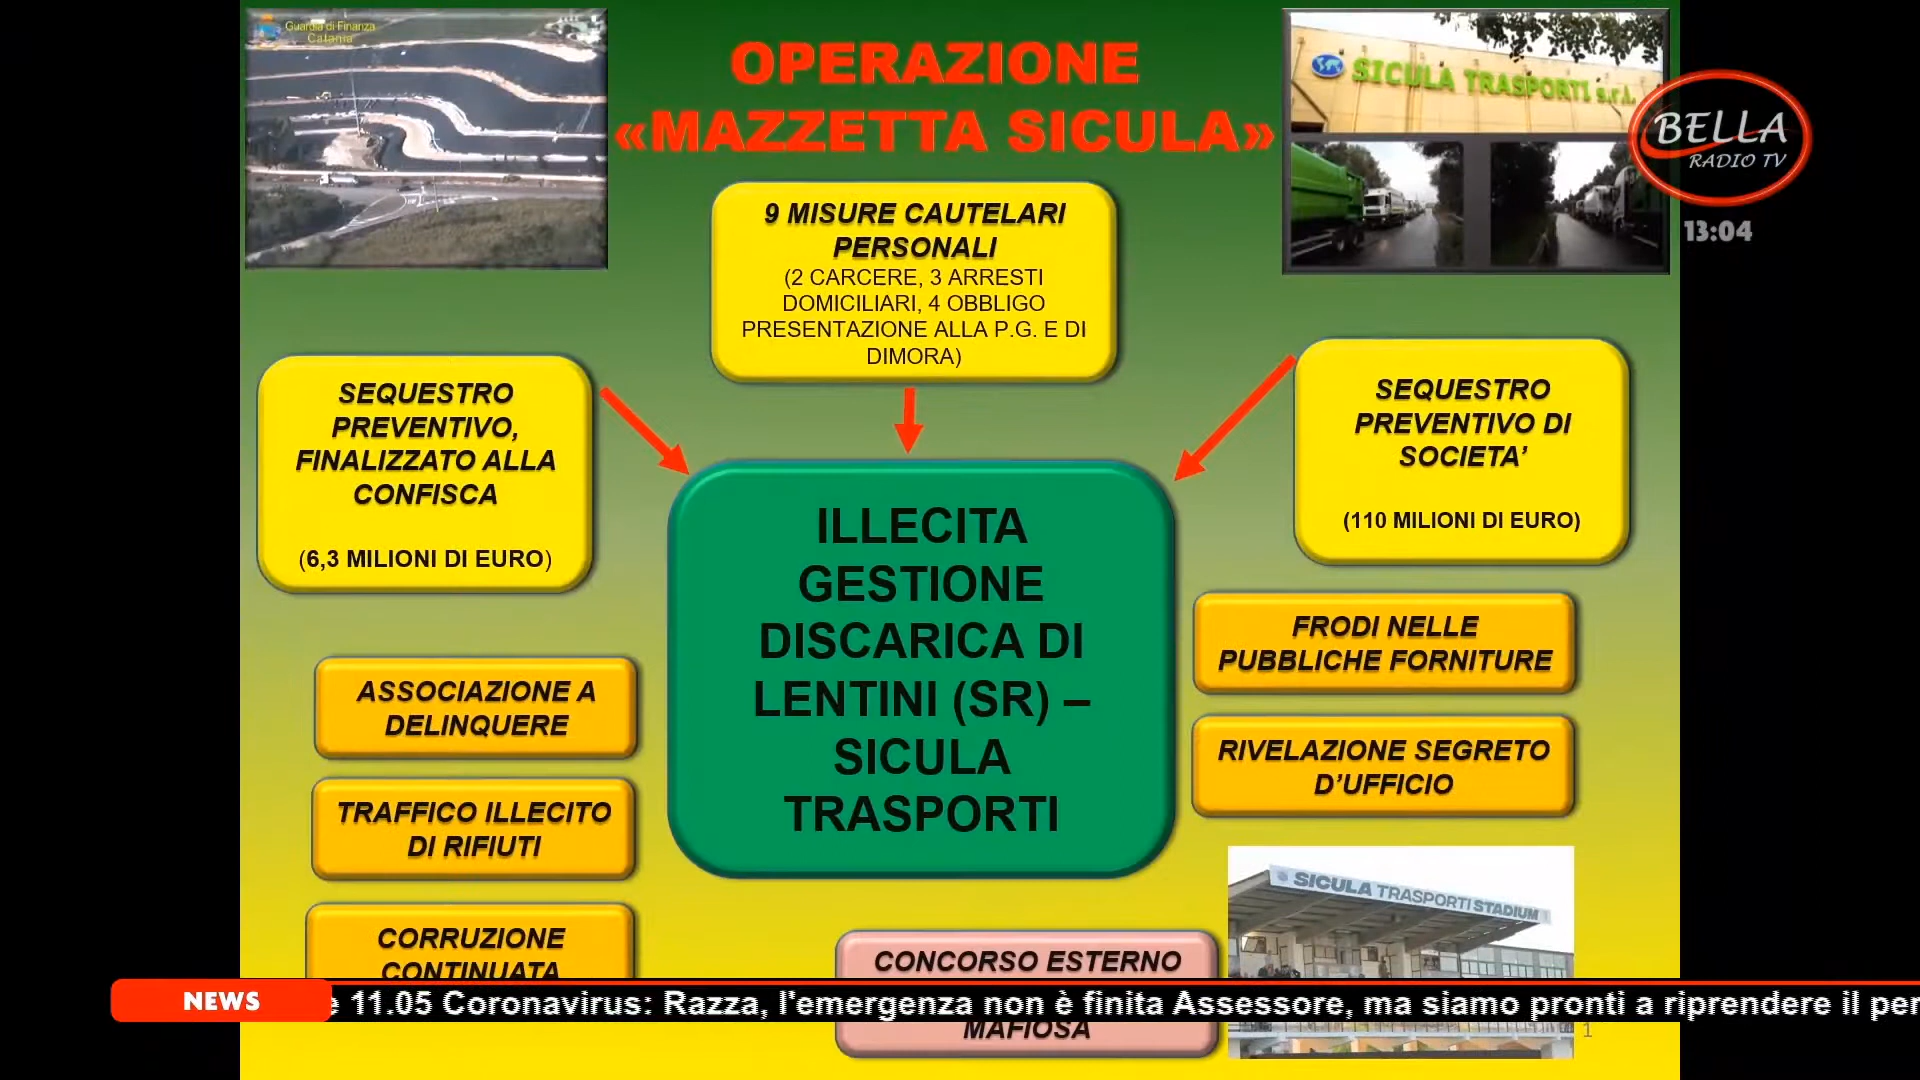 Guardia di Finanza
Catania
OPERAZIONE
«MAZZETTA SICULA»
SICULA TRASPORTI s.r.l.
BELLA
RADIO TV
13:04
9 MISURE CAUTELARI
PERSONALI
(2 CARCERE, 3 ARRESTI
DOMICILIARI, 4 OBBLIGO
PRESENTAZIONE ALLA P.G. E DI
DIMORA)
SEQUESTRO
PREVENTIVO,
FINALIZZATO ALLA
CONFISCA
(6,3 MILIONI DI EURO)
SEQUESTRO
PREVENTIVO DI
SOCIETA’
(110 MILIONI DI EURO)
ILLECITA
GESTIONE
DISCARICA DI
LENTINI (SR) –
SICULA
TRASPORTI
ASSOCIAZIONE A
DELINQUERE
TRAFFICO ILLECITO
DI RIFIUTI
CORRUZIONE
CONTINUATA
FRODI NELLE
PUBBLICHE FORNITURE
RIVELAZIONE SEGRETO
D’UFFICIO
SICULA TRASPORTI STADIUM
CONCORSO ESTERNO
MAFIOSA
1
NEWS
e 11.05 Coronavirus: Razza, l'emergenza non è finita Assessore, ma siamo pronti a riprendere il per